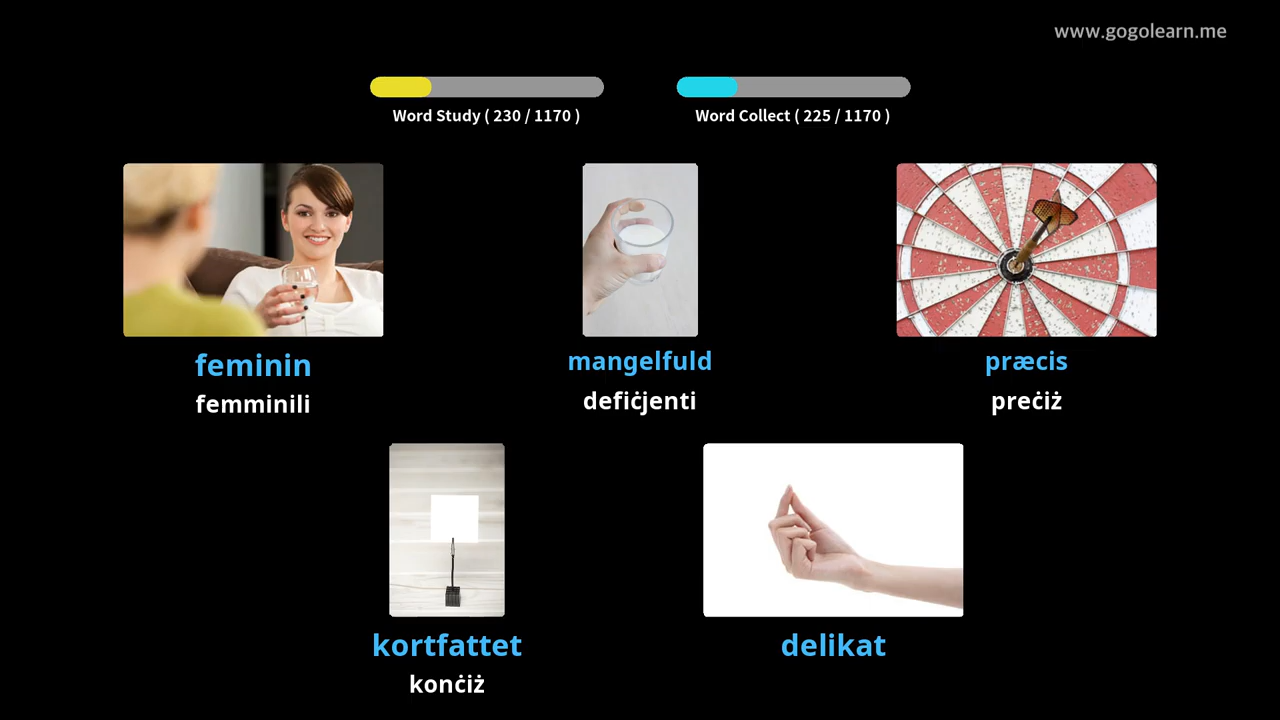 www.gogolearn.me
Word Study ( 230 / 1170 )
Word Collect ( 225 / 1170 )
feminin
femminili
mangelfuld
defiċjenti
præcis
preċiż
kortfattet
konċiż
delikat